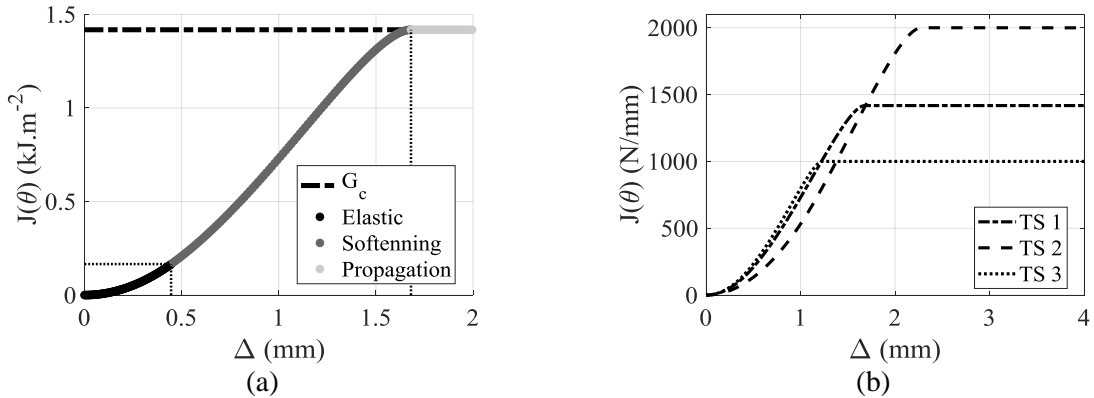 1.5
1
0.5
0
J(θ) (kJ.m⁻²)
G_c
Elastic
Softenning
Propagation
0 0.5 1 1.5 2
Δ (mm)
(a)
2000
1500
1000
500
0
J(θ) (N/mm)
TS 1
TS 2
TS 3
0 1 2 3 4
Δ (mm)
(b)